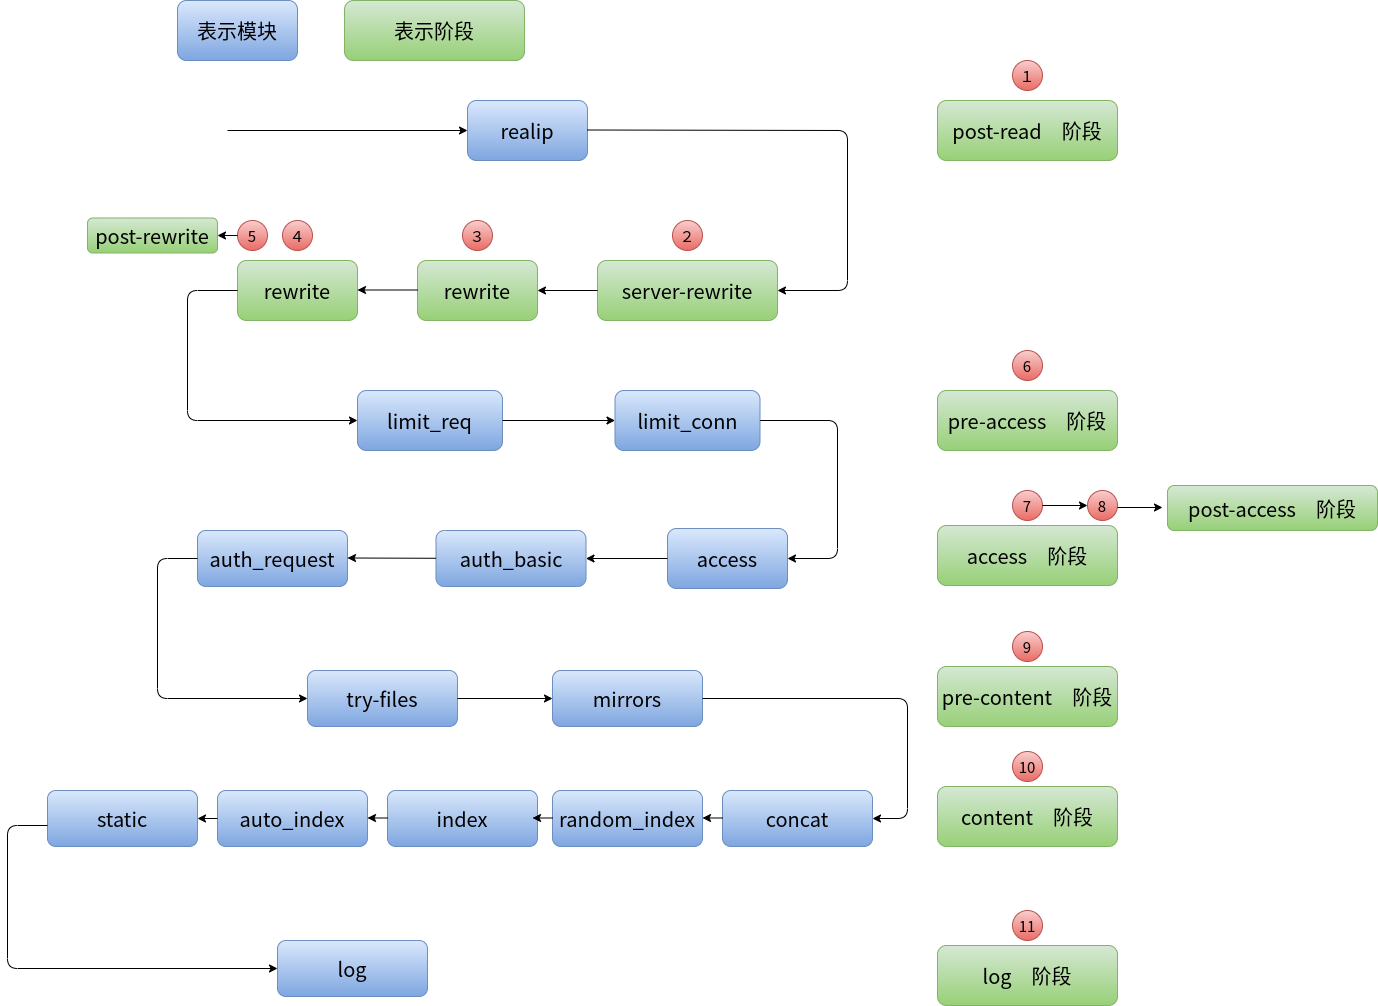 表示模块
表示阶段
1
realip
post-read 阶段
post-rewrite
5
4
3
2
rewrite
rewrite
server-rewrite
6
limit_req
limit_conn
pre-access 阶段
7
8
post-access 阶段
auth_request
auth_basic
access
access 阶段
9
try-files
mirrors
pre-content 阶段
10
static
auto_index
index
random_index
concat
content 阶段
11
log
log 阶段